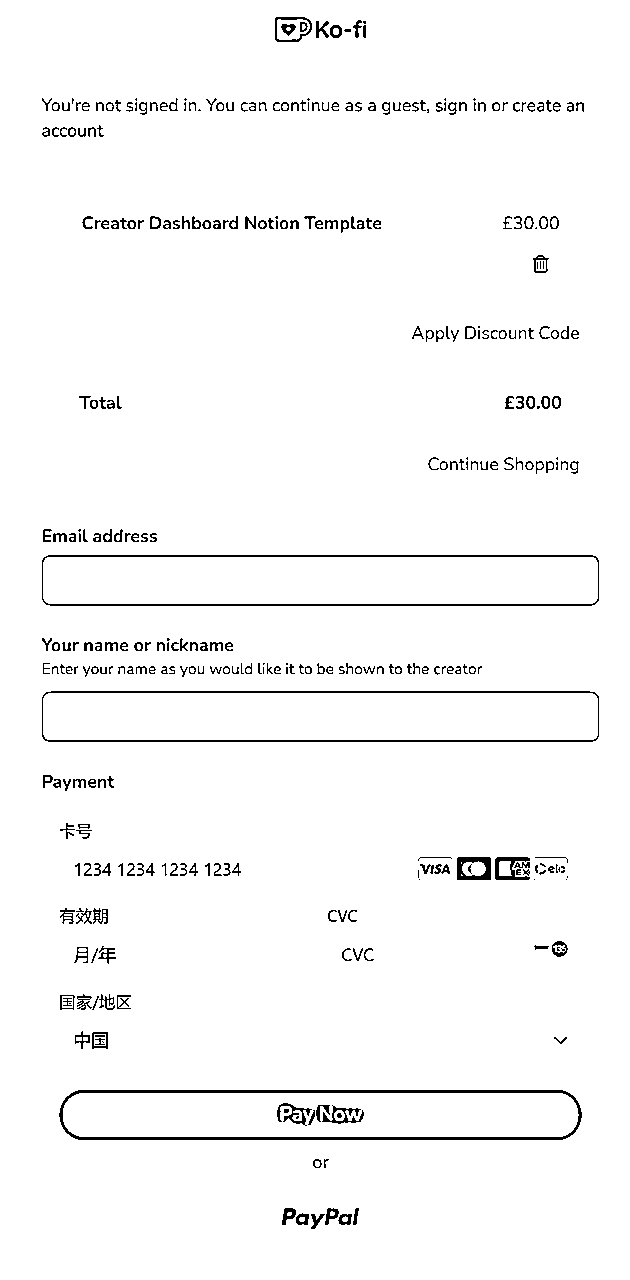 Ko-fi
You're not signed in. You can continue as a guest, sign in or create an
account
Creator Dashboard Notion Template £30.00
Apply Discount Code
Total £30.00
Continue Shopping
Email address
Your name or nickname
Enter your name as you would like it to be shown to the creator
Payment
卡号
1234 1234 1234 1234 VISA AM EX elo
有效期 CVC
月/年 CVC 135
国家/地区
中国
Pay Now
or
PayPal